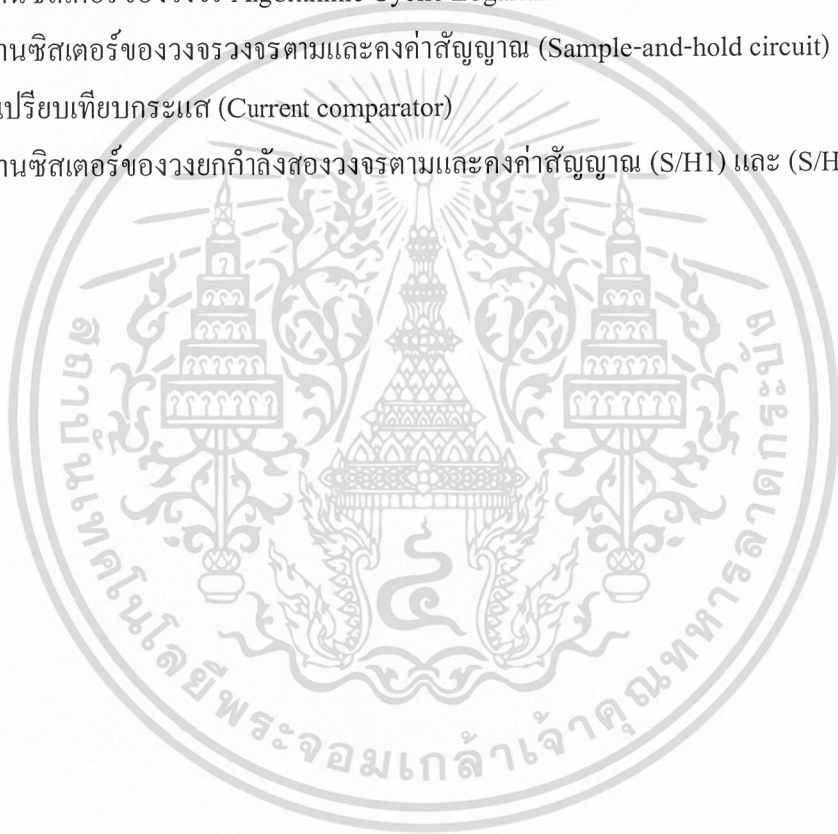 านซิสเตอร์ของวงจรวงจรตามและคงค่าสัญญาณ (Sample-and-hold circuit)
เปรียบเทียบกระแส (Current comparator)
านซิสเตอร์ของวงยกกำลังสองวงจรตามและคงค่าสัญญาณ (S/H1) และ (S/H
สถาบันเทคโนโลยีพระจอมเกล้าเจ้าคุณทหารลาดกระบัง